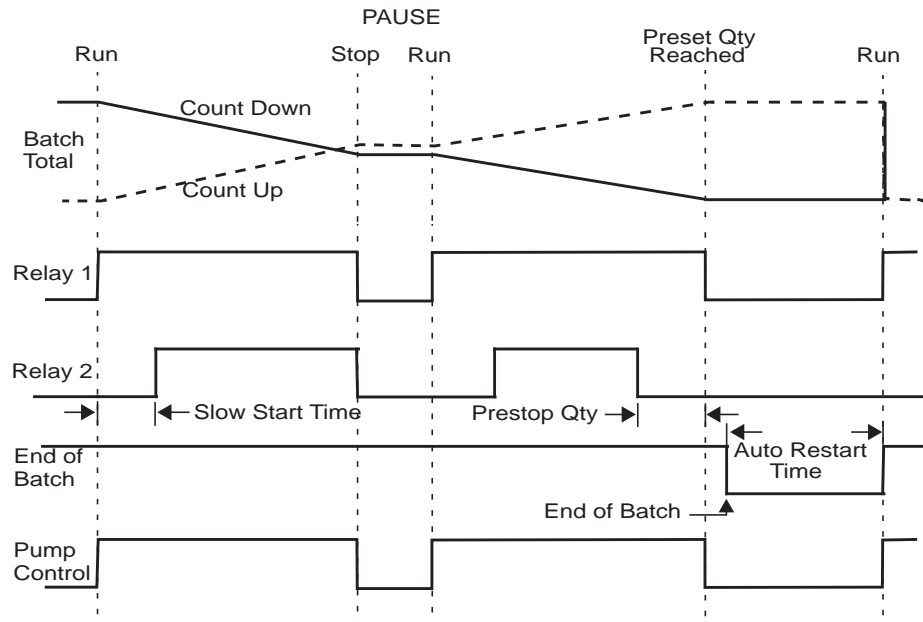 PAUSE
Run
Stop
Run
Preset Qty
Reached
Run
Count Down
Batch
Total
Count Up
Relay 1
Relay 2
Slow Start Time
Prestop Qty
End of
Batch
Auto Restart
Time
End of Batch
Pump
Control